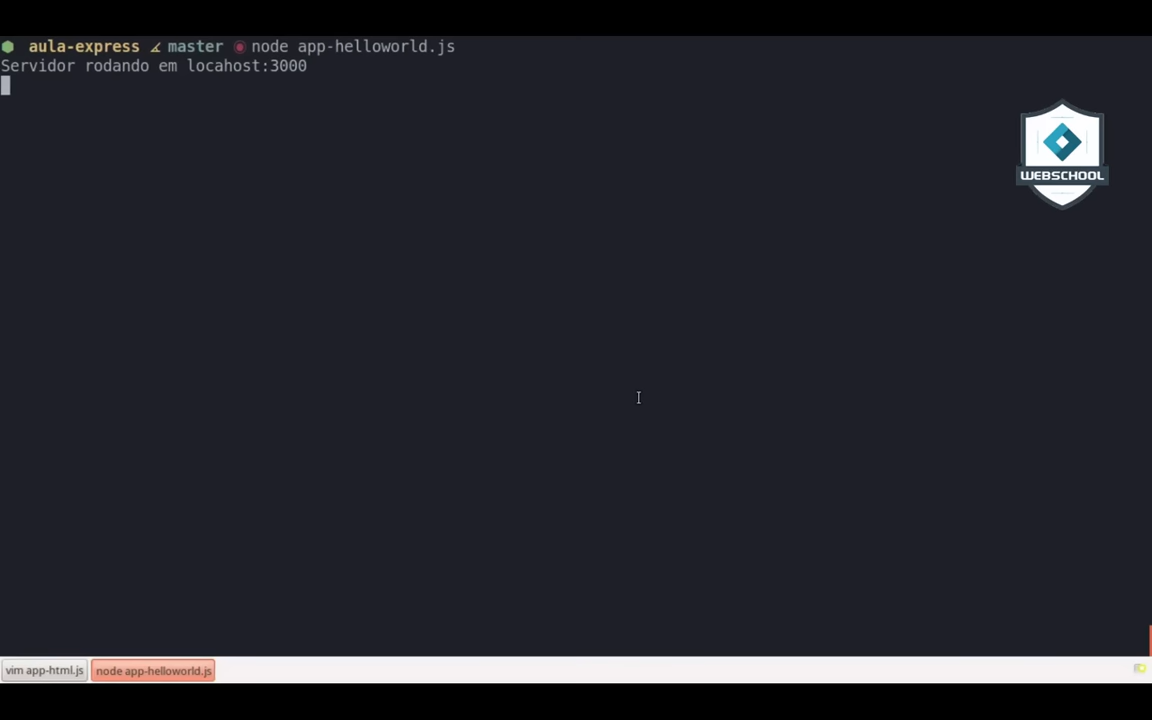 aula-express master node app-helloworld.js
Servidor rodando em locahost:3000
WEBSCHOOL
vim app-html.js node app-helloworld.js